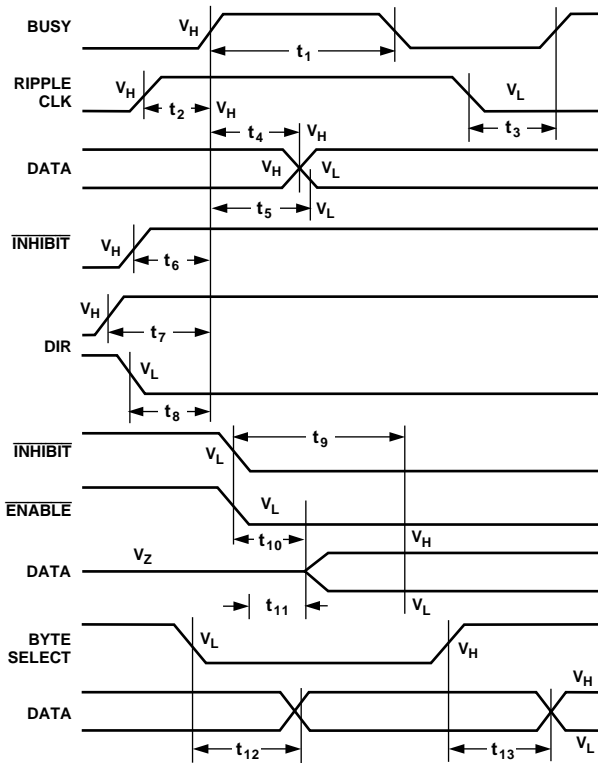 BUSY
V_H
t_1
RIPPLE
CLK
V_H
t_2
V_H
V_L
t_3
t_4
V_H
DATA
V_H
V_L
t_5
V_L
INHIBIT
V_H
t_6
V_H
t_7
DIR
V_L
t_8
t_9
INHIBIT
V_L
ENABLE
V_L
t_10
V_H
DATA
V_Z
t_11
V_L
BYTE
SELECT
V_L
V_H
V_H
DATA
V_L
t_12
t_13